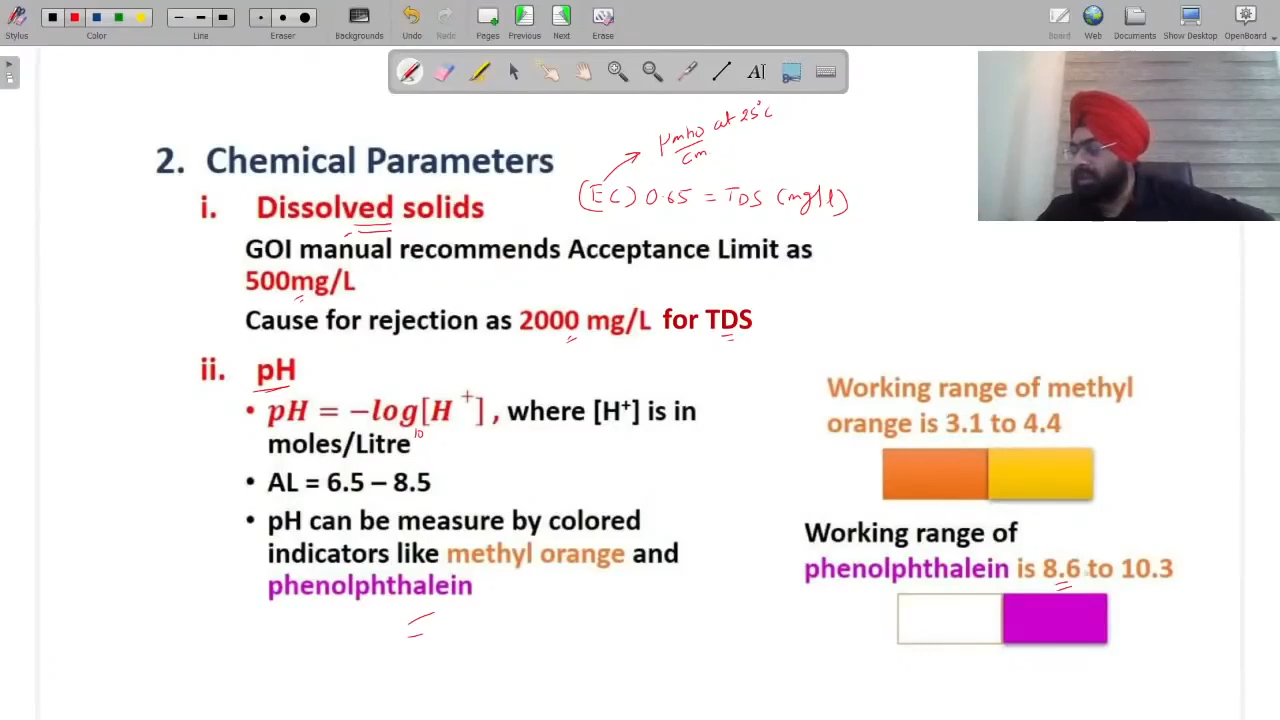 Stylus
Color
Line
Eraser
Backgrounds
Undo
Redo
Pages
Previous
Next
Erase
Board
Web
Documents
Show Desktop
OpenBoard
μmho/cm at 25°C
2. Chemical Parameters
i. Dissolved solids
(EC) 0.65 = TDS (mg/l)
GOI manual recommends Acceptance Limit as
500mg/L
Cause for rejection as 2000 mg/L for TDS
ii. pH
• pH = −log[H +] , where [H+] is in
10
moles/Litre
• AL = 6.5 – 8.5
• pH can be measure by colored
indicators like methyl orange and
phenolphthalein
Working range of methyl
orange is 3.1 to 4.4
Working range of
phenolphthalein is 8.6 to 10.3